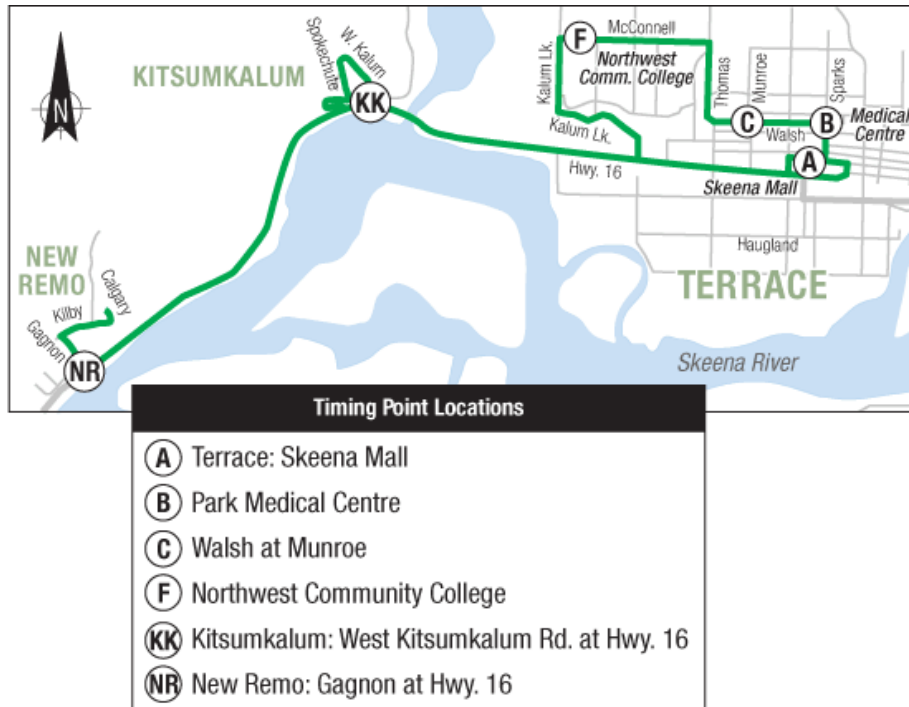 Spokechute
W. Kalum
KITSUMKALUM
N
KK
Kalum Lk.
F
McConnell
Northwest
Comm. College
Thomas
Munroe
Sparks
C
B
Medical
Centre
Walsh
Kalum Lk.
Hwy. 16
A
Skeena Mall
Haugland
TERRACE
NEW
REMO
Calgary
Kilby
Gagnon
NR
Skeena River
Timing Point Locations
A Terrace: Skeena Mall
B Park Medical Centre
C Walsh at Munroe
F Northwest Community College
KK Kitsumkalum: West Kitsumkalum Rd. at Hwy. 16
NR New Remo: Gagnon at Hwy. 16